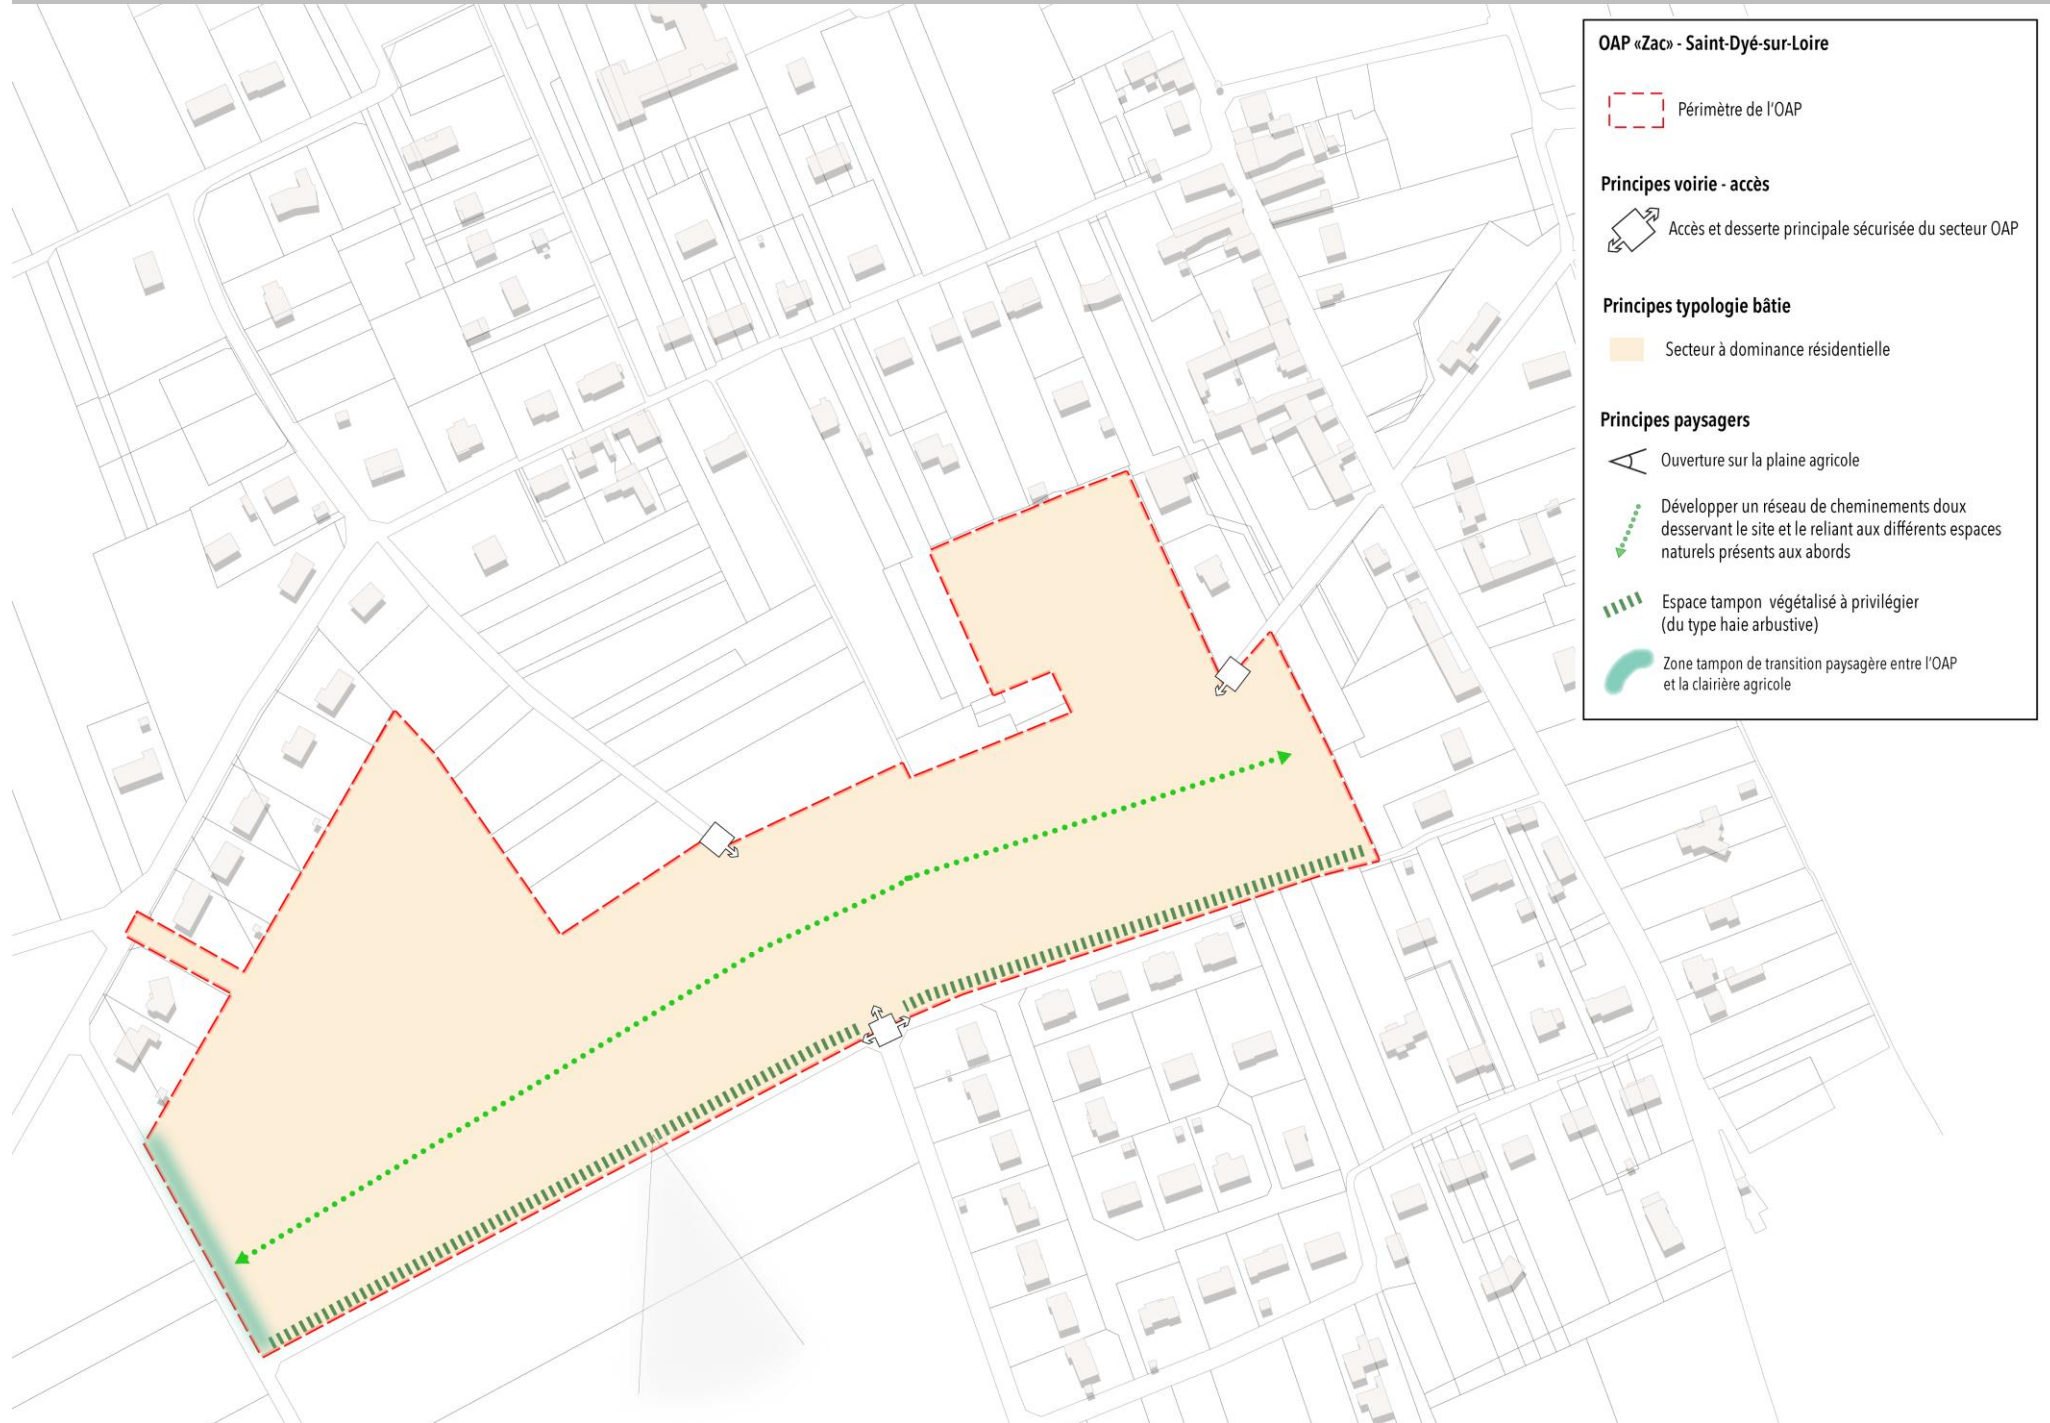 OAP «Zac» - Saint-Dyé-sur-Loire
Périmètre de l'OAP
Principes voirie - accès
Accès et desserte principale sécurisée du secteur OAP
Principes typologie bâtie
Secteur à dominance résidentielle
Principes paysagers
Ouverture sur la plaine agricole
Développer un réseau de cheminements doux
desservant le site et le reliant aux différents espaces
naturels présents aux abords
Espace tampon végétalisé à privilégier
(du type haie arbustive)
Zone tampon de transition paysagère entre l'OAP
et la clairière agricole